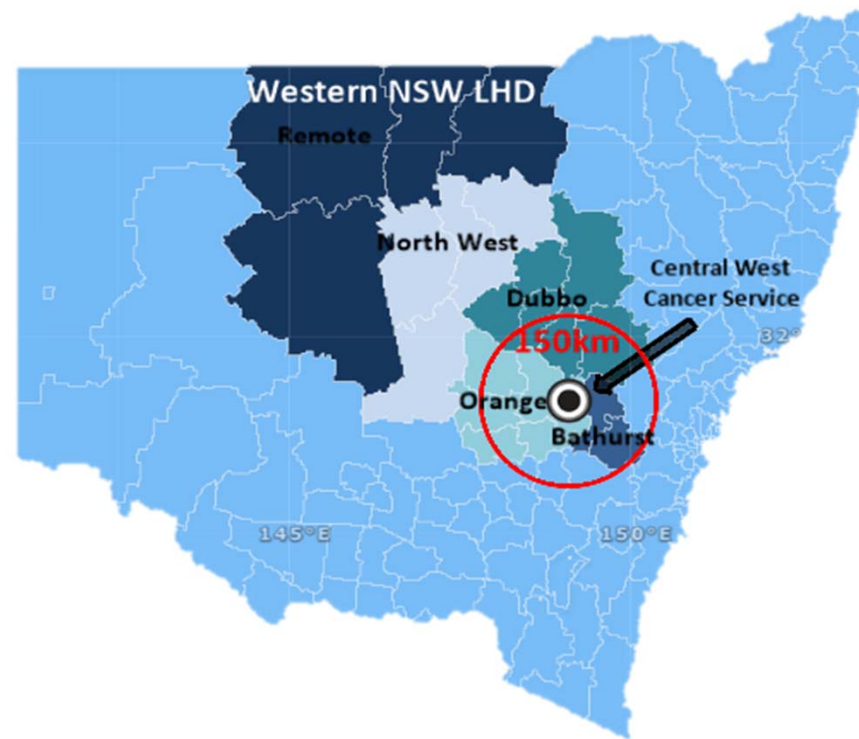 Western NSW LHD
Remote
North West
Central West
Cancer Service
Dubbo
32°
150km
Orange
Bathurst
145°E
150°E